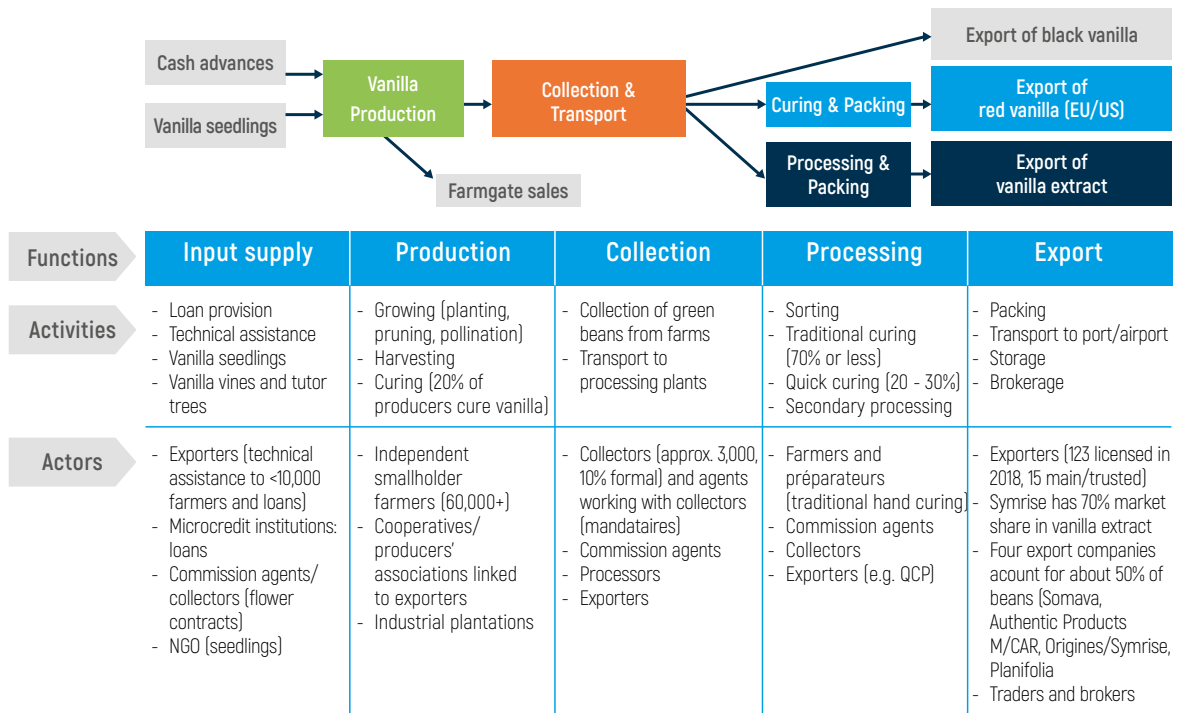 Cash advances
Vanilla seedlings
Vanilla
Production
Farmgate sales
Collection &
Transport
Curing & Packing
Processing &
Packing
Export of black vanilla
Export of
red vanilla (EU/US)
Export of
vanilla extract
Functions
Input supply
Production
Collection
Processing
Export
Activities
- Loan provision
- Technical assistance
- Vanilla seedlings
- Vanilla vines and tutor
trees
- Growing (planting,
pruning, pollination)
- Harvesting
- Curing (20% of
producers cure vanilla)
- Collection of green
beans from farms
- Transport to
processing plants
- Sorting
- Traditional curing
(70% or less)
- Quick curing (20 - 30%)
- Secondary processing
- Packing
- Transport to port/airport
- Storage
- Brokerage
Actors
- Exporters (technical
assistance to <10,000
farmers and loans)
- Microcredit institutions:
loans
- Commission agents/
collectors (flower
contracts)
- NGO (seedlings)
- Independent
smallholder
farmers (60,000+)
- Cooperatives/
producers'
associations linked
to exporters
- Industrial plantations
- Collectors (approx. 3,000,
10% formal) and agents
working with collectors
(mandataires)
- Commission agents
- Processors
- Exporters
- Farmers and
préparateurs
(traditional hand curing)
- Commission agents
- Collectors
- Exporters (e.g. QCP)
- Exporters (123 licensed in
2018, 15 main/trusted)
- Symrise has 70% market
share in vanilla extract
- Four export companies
acount for about 50% of
beans (Somava,
Authentic Products
M/CAR, Origines/Symrise,
Planifolia
- Traders and brokers